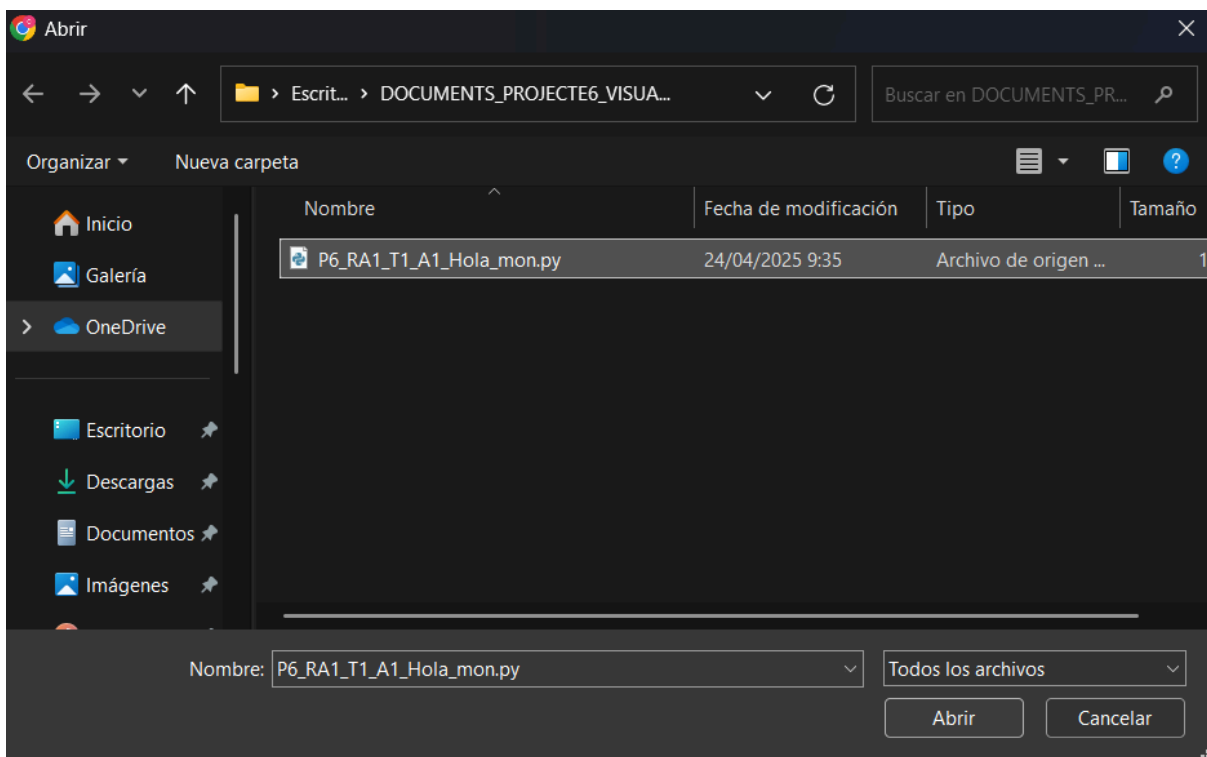 Abrir
Escrit... > DOCUMENTS_PROJECTE6_VISUA...
Buscar en DOCUMENTS_PR...
Organizar
Nueva carpeta
Nombre
Fecha de modificación
Tipo
Tamaño
Inicio
P6_RA1_T1_A1_Hola_mon.py
24/04/2025 9:35
Archivo de origen ...
1
Galería
OneDrive
Escritorio
Descargas
Documentos
Imágenes
Nombre: P6_RA1_T1_A1_Hola_mon.py
Todos los archivos
Abrir
Cancelar